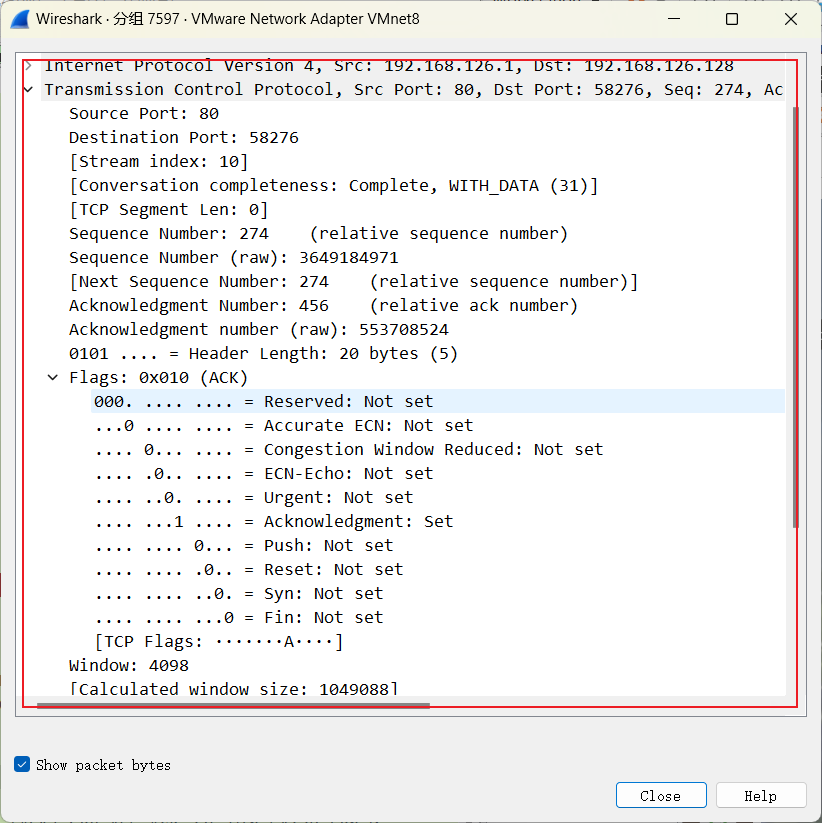 Wireshark · 分组 7597 · VMware Network Adapter VMnet8
Internet Protocol Version 4, Src: 192.168.126.1, Dst: 192.168.126.128
Transmission Control Protocol, Src Port: 80, Dst Port: 58276, Seq: 274, Ac
Source Port: 80
Destination Port: 58276
[Stream index: 10]
[Conversation completeness: Complete, WITH_DATA (31)]
[TCP Segment Len: 0]
Sequence Number: 274    (relative sequence number)
Sequence Number (raw): 3649184971
[Next Sequence Number: 274    (relative sequence number)]
Acknowledgment Number: 456    (relative ack number)
Acknowledgment number (raw): 553708524
0101 .... = Header Length: 20 bytes (5)
Flags: 0x010 (ACK)
000. .... .... = Reserved: Not set
...0 .... .... = Accurate ECN: Not set
.... 0... .... = Congestion Window Reduced: Not set
.... .0.. .... = ECN-Echo: Not set
.... ..0. .... = Urgent: Not set
.... ...1 .... = Acknowledgment: Set
.... .... 0... = Push: Not set
.... .... .0.. = Reset: Not set
.... .... ..0. = Syn: Not set
.... .... ...0 = Fin: Not set
[TCP Flags: ·······A····]
Window: 4098
[Calculated window size: 1049088]
Show packet bytes
Close
Help